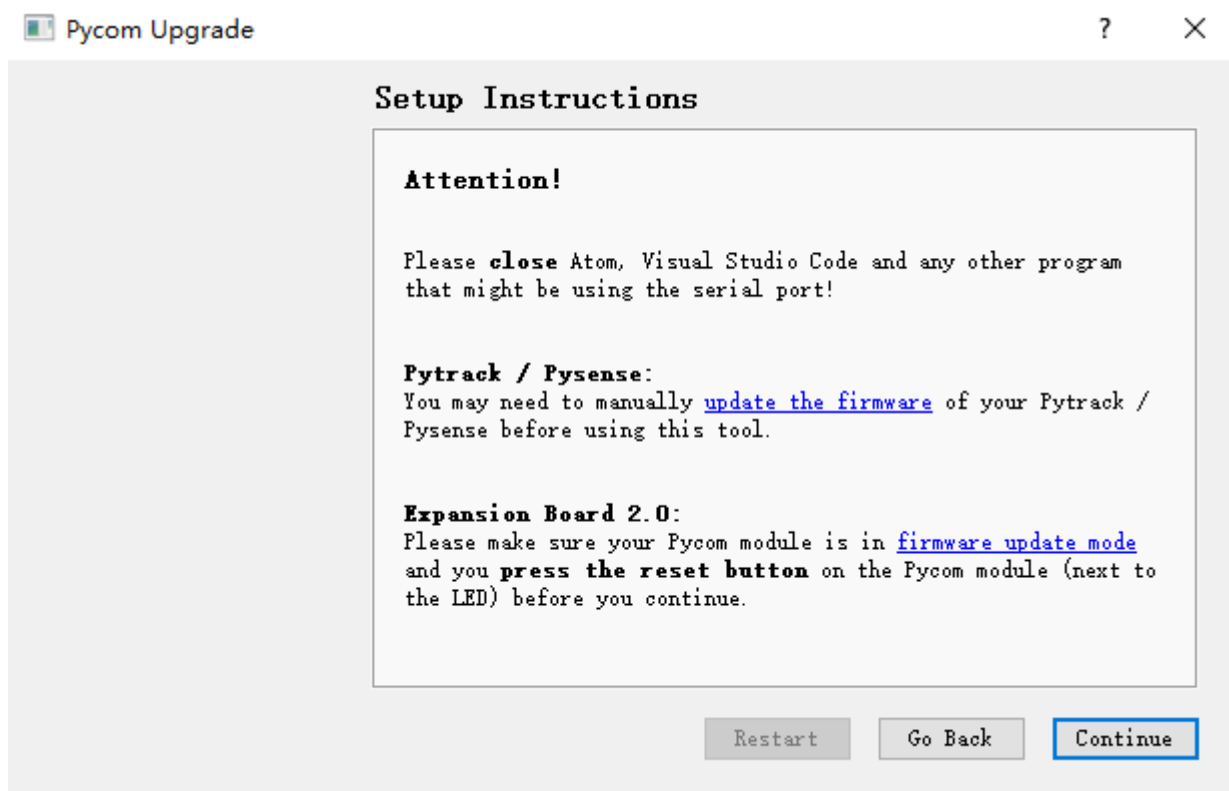 Pycom Upgrade
Setup Instructions
Attention!
Please close Atom, Visual Studio Code and any other program
that might be using the serial port!
Pytrack / Pysense:
You may need to manually update the firmware of your Pytrack /
Pysense before using this tool.
Expansion Board 2.0:
Please make sure your Pycom module is in firmware update mode
and you press the reset button on the Pycom module (next to
the LED) before you continue.
Restart Go Back Continue